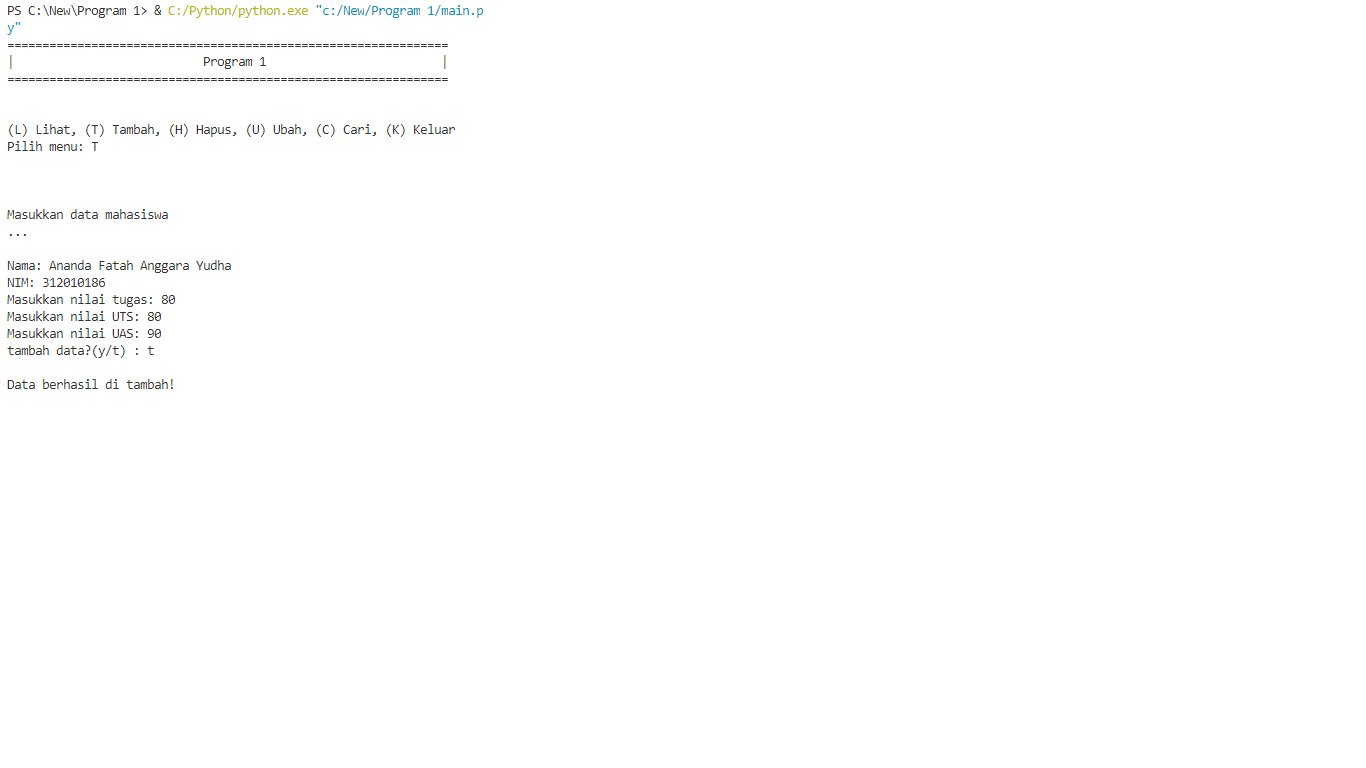 PS C:\New\Program 1> & C:/Python/python.exe "c:/New/Program 1/main.p
y"
===============================================================
|                           Program 1                         |
===============================================================
(L) Lihat, (T) Tambah, (H) Hapus, (U) Ubah, (C) Cari, (K) Keluar
Pilih menu: T
Masukkan data mahasiswa
...
Nama: Ananda Fatah Anggara Yudha
NIM: 312010186
Masukkan nilai tugas: 80
Masukkan nilai UTS: 80
Masukkan nilai UAS: 90
tambah data?(y/t) : t
Data berhasil di tambah!